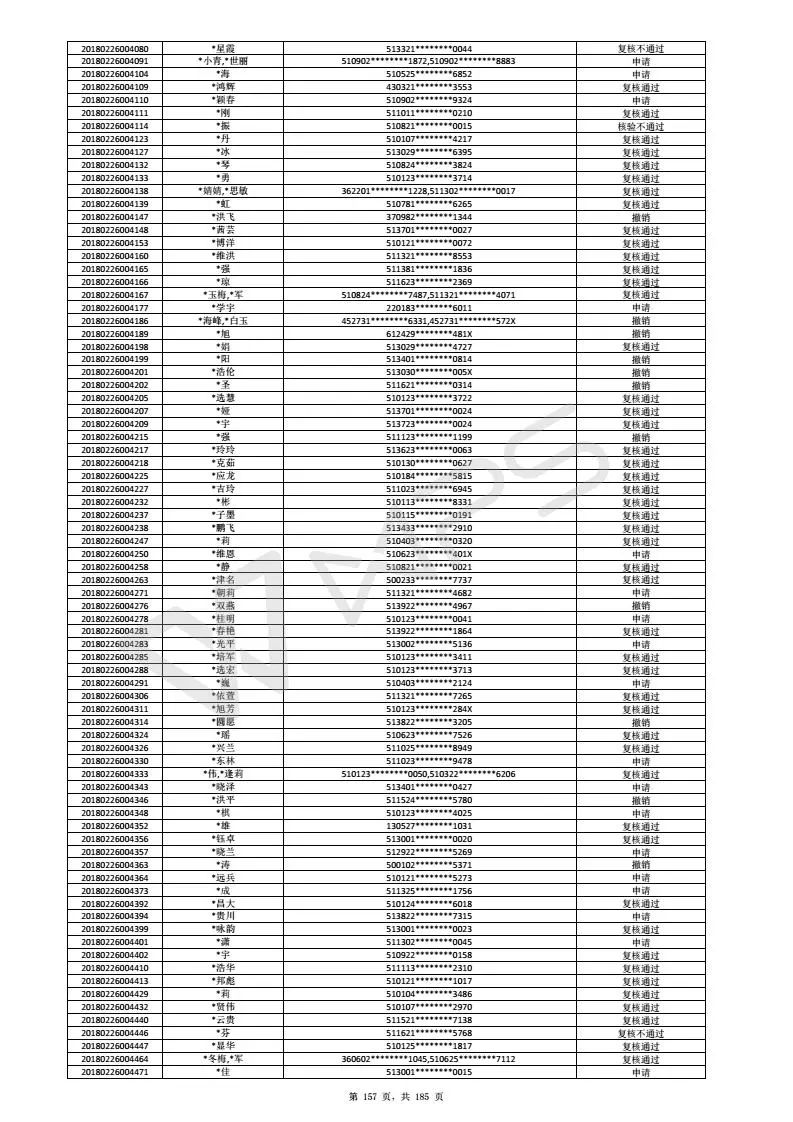 20180226004080 *星霞 513321********0044 复核不通过
20180226004091 *小青,*世丽 510902********1872,510902********8883 申请
20180226004104 *海 510525********6852 申请
20180226004109 *鸿辉 430321********3553 复核通过
20180226004110 *颖春 510902********9324 申请
20180226004111 *刚 511011********0210 复核通过
20180226004114 *振 510821********0015 核验不通过
20180226004123 *丹 510107********4217 复核通过
20180226004127 *冰 513029********6395 复核通过
20180226004132 *琴 510824********3824 复核通过
20180226004133 *勇 510123********3714 复核通过
20180226004138 *婧婧,*思敏 362201********1228,511302********0017 复核通过
20180226004139 *虹 510781********6265 复核通过
20180226004147 *洪飞 370982********1344 撤销
20180226004148 *茜芸 513701********0027 复核通过
20180226004153 *博洋 510121********0072 复核通过
20180226004160 *维洪 511321********8553 复核通过
20180226004165 *强 511381********1836 复核通过
20180226004166 *琼 511623********2369 复核通过
20180226004167 *玉梅,*军 510824********7487,511321********4071 复核通过
20180226004177 *学宇 220183********6011 申请
20180226004186 *海峰,*白玉 452731********6331,452731********572X 撤销
20180226004189 *旭 612429********481X 撤销
20180226004198 *娟 513029********4727 复核通过
20180226004199 *阳 513401********0814 撤销
20180226004201 *浩伦 513030********005X 撤销
20180226004202 *圣 511621********0314 撤销
20180226004205 *选慧 510123********3722 复核通过
20180226004207 *娅 513701********0024 复核通过
20180226004209 *宇 513723********0024 复核通过
20180226004215 *强 511123********1199 撤销
20180226004217 *玲玲 513623********0063 复核通过
20180226004218 *克茹 510130********0627 复核通过
20180226004225 *应龙 510184********5815 复核通过
20180226004227 *吉玲 511023********6945 复核通过
20180226004232 *彬 510113********8331 复核通过
20180226004237 *子墨 510115********0191 复核通过
20180226004238 *鹏飞 513433********2910 复核通过
20180226004247 *莉 510403********0320 复核通过
20180226004250 *维恩 510623********401X 申请
20180226004258 *静 510821********0021 复核通过
20180226004263 *津名 500233********7737 复核通过
20180226004271 *朝莉 511321********4682 申请
20180226004276 *双燕 513922********4967 撤销
20180226004278 *桂明 510123********0041 申请
20180226004281 *春艳 513922********1864 复核通过
20180226004283 *光平 513002********5136 申请
20180226004285 *培军 510123********3411 复核通过
20180226004288 *选宏 510123********3713 复核通过
20180226004291 *巍 510403********2124 申请
20180226004306 *依萱 511321********7265 复核通过
20180226004311 *旭芳 510123********284X 复核通过
20180226004314 *圆愿 513822********3205 撤销
20180226004324 *瑶 510623********7526 复核通过
20180226004326 *兴兰 511025********8949 复核通过
20180226004330 *东林 511023********9478 申请
20180226004333 *伟,*逢莉 510123********0050,510322********6206 复核通过
20180226004343 *晓泽 513401********0427 申请
20180226004346 *洪平 511524********5780 撤销
20180226004348 *棋 510123********4025 申请
20180226004352 *雄 130527********1031 复核通过
20180226004356 *钰卓 513001********0020 复核通过
20180226004357 *晓兰 512922********5269 申请
20180226004363 *涛 500102********5371 撤销
20180226004364 *远兵 510121********5273 申请
20180226004373 *成 511325********1756 申请
20180226004392 *昌大 510124********6018 复核通过
20180226004394 *贵川 513822********7315 申请
20180226004399 *咏韵 513001********0023 复核通过
20180226004401 *潇 511302********0045 申请
20180226004402 *宇 510922********0158 复核通过
20180226004410 *浩华 511113********2310 复核通过
20180226004413 *邦彪 510121********1017 复核通过
20180226004429 *莉 510104********3486 复核通过
20180226004432 *贤伟 510107********2970 复核通过
20180226004440 *云贵 511521********7138 复核通过
20180226004446 *芬 511621********5768 复核不通过
20180226004447 *显华 510125********1817 复核通过
20180226004464 *冬梅,*军 360602********1045,510625********7112 复核通过
20180226004471 *佳 513001********0015 申请
第 157 页, 共 185 页